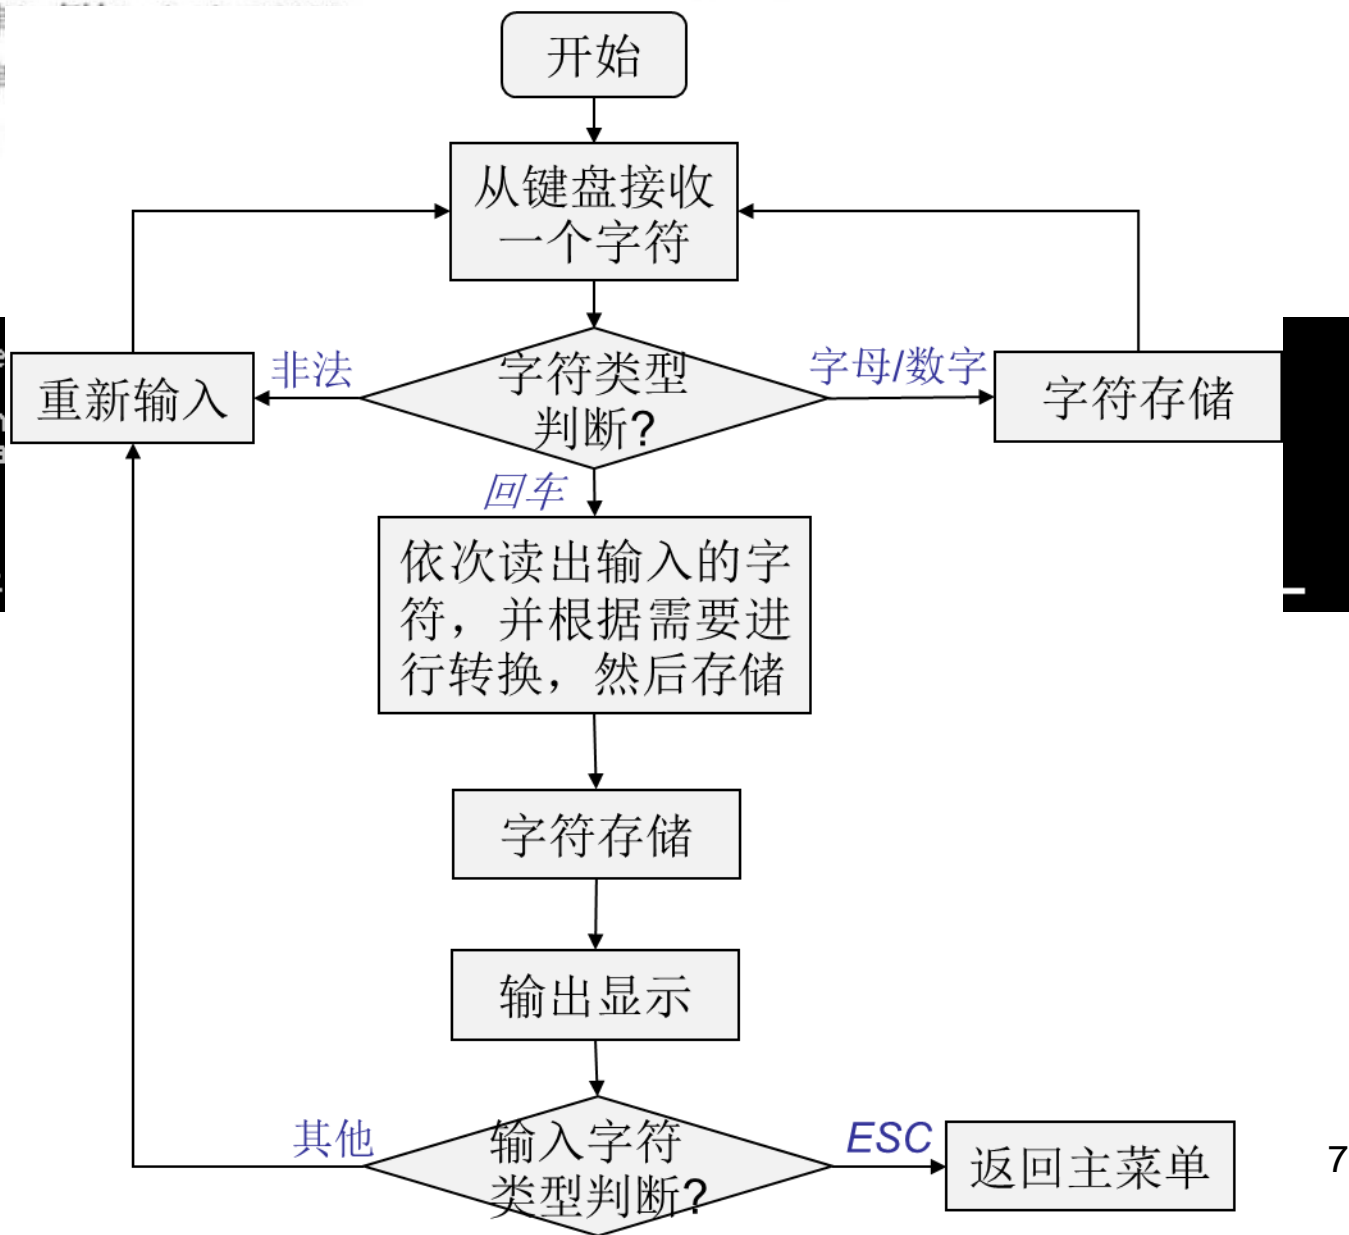 开始
从键盘接收
一个字符
重新输入
非法
字符类型
判断?
字母/数字
字符存储
回车
依次读出输入的字
符，并根据需要进
行转换，然后存储
字符存储
输出显示
其他
输入字符
类型判断?
ESC
返回主菜单
7